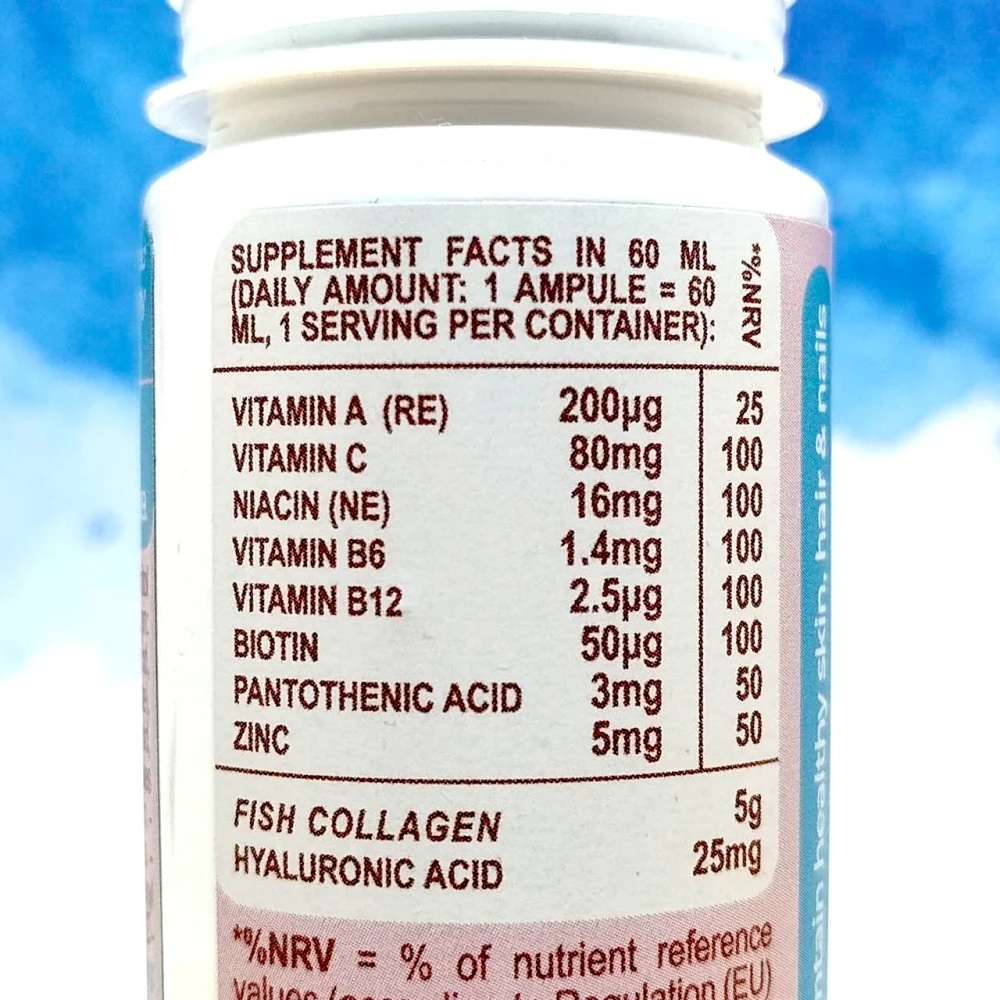 SUPPLEMENT FACTS IN 60 ML
(DAILY AMOUNT: 1 AMPULE = 60
ML, 1 SERVING PER CONTAINER):
*%NRV
VITAMIN A (RE) 200µg 25
VITAMIN C 80mg 100
NIACIN (NE) 16mg 100
VITAMIN B6 1.4mg 100
VITAMIN B12 2.5µg 100
BIOTIN 50µg 100
PANTOTHENIC ACID 3mg 50
ZINC 5mg 50
FISH COLLAGEN 5g
HYALURONIC ACID 25mg
*%NRV = % of nutrient reference
values Regulation (EU)
healthy skin, hair & nails